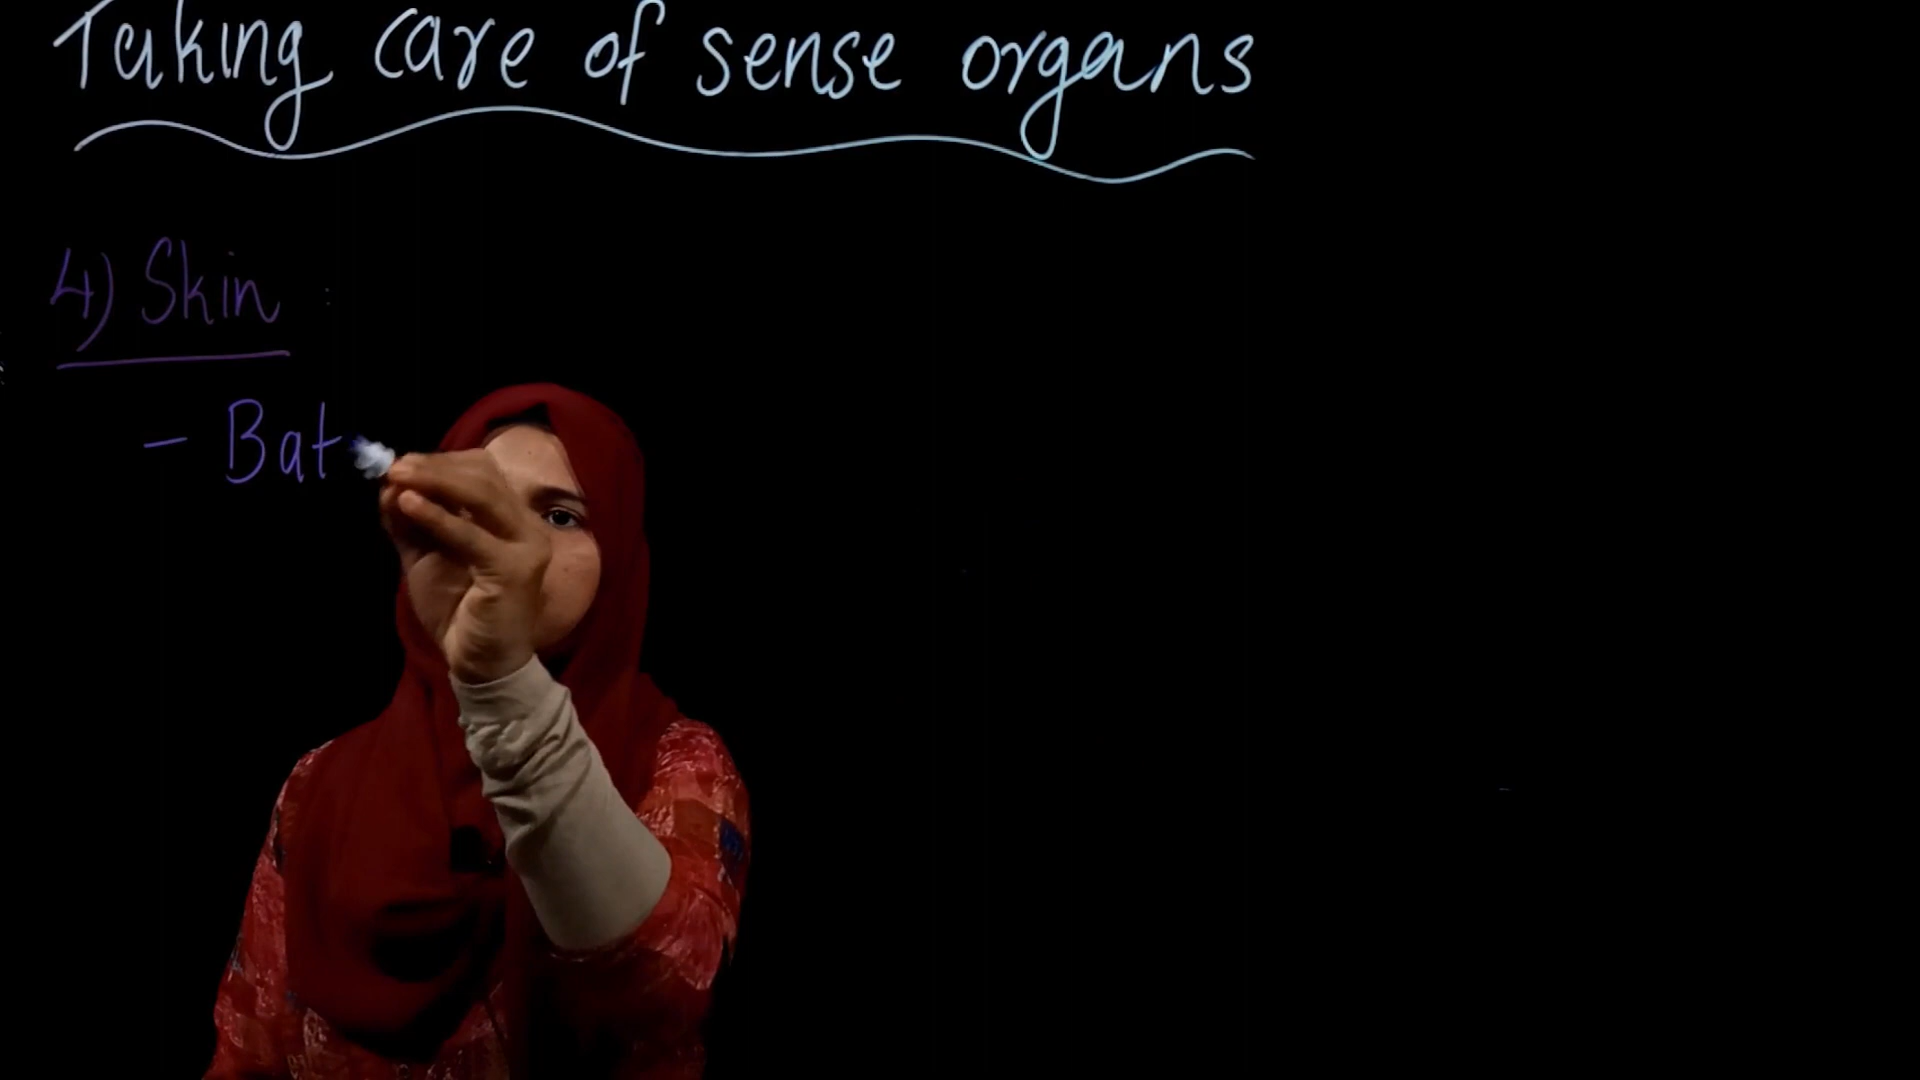 Taking care of sense organs
4) Skin :
- Bat